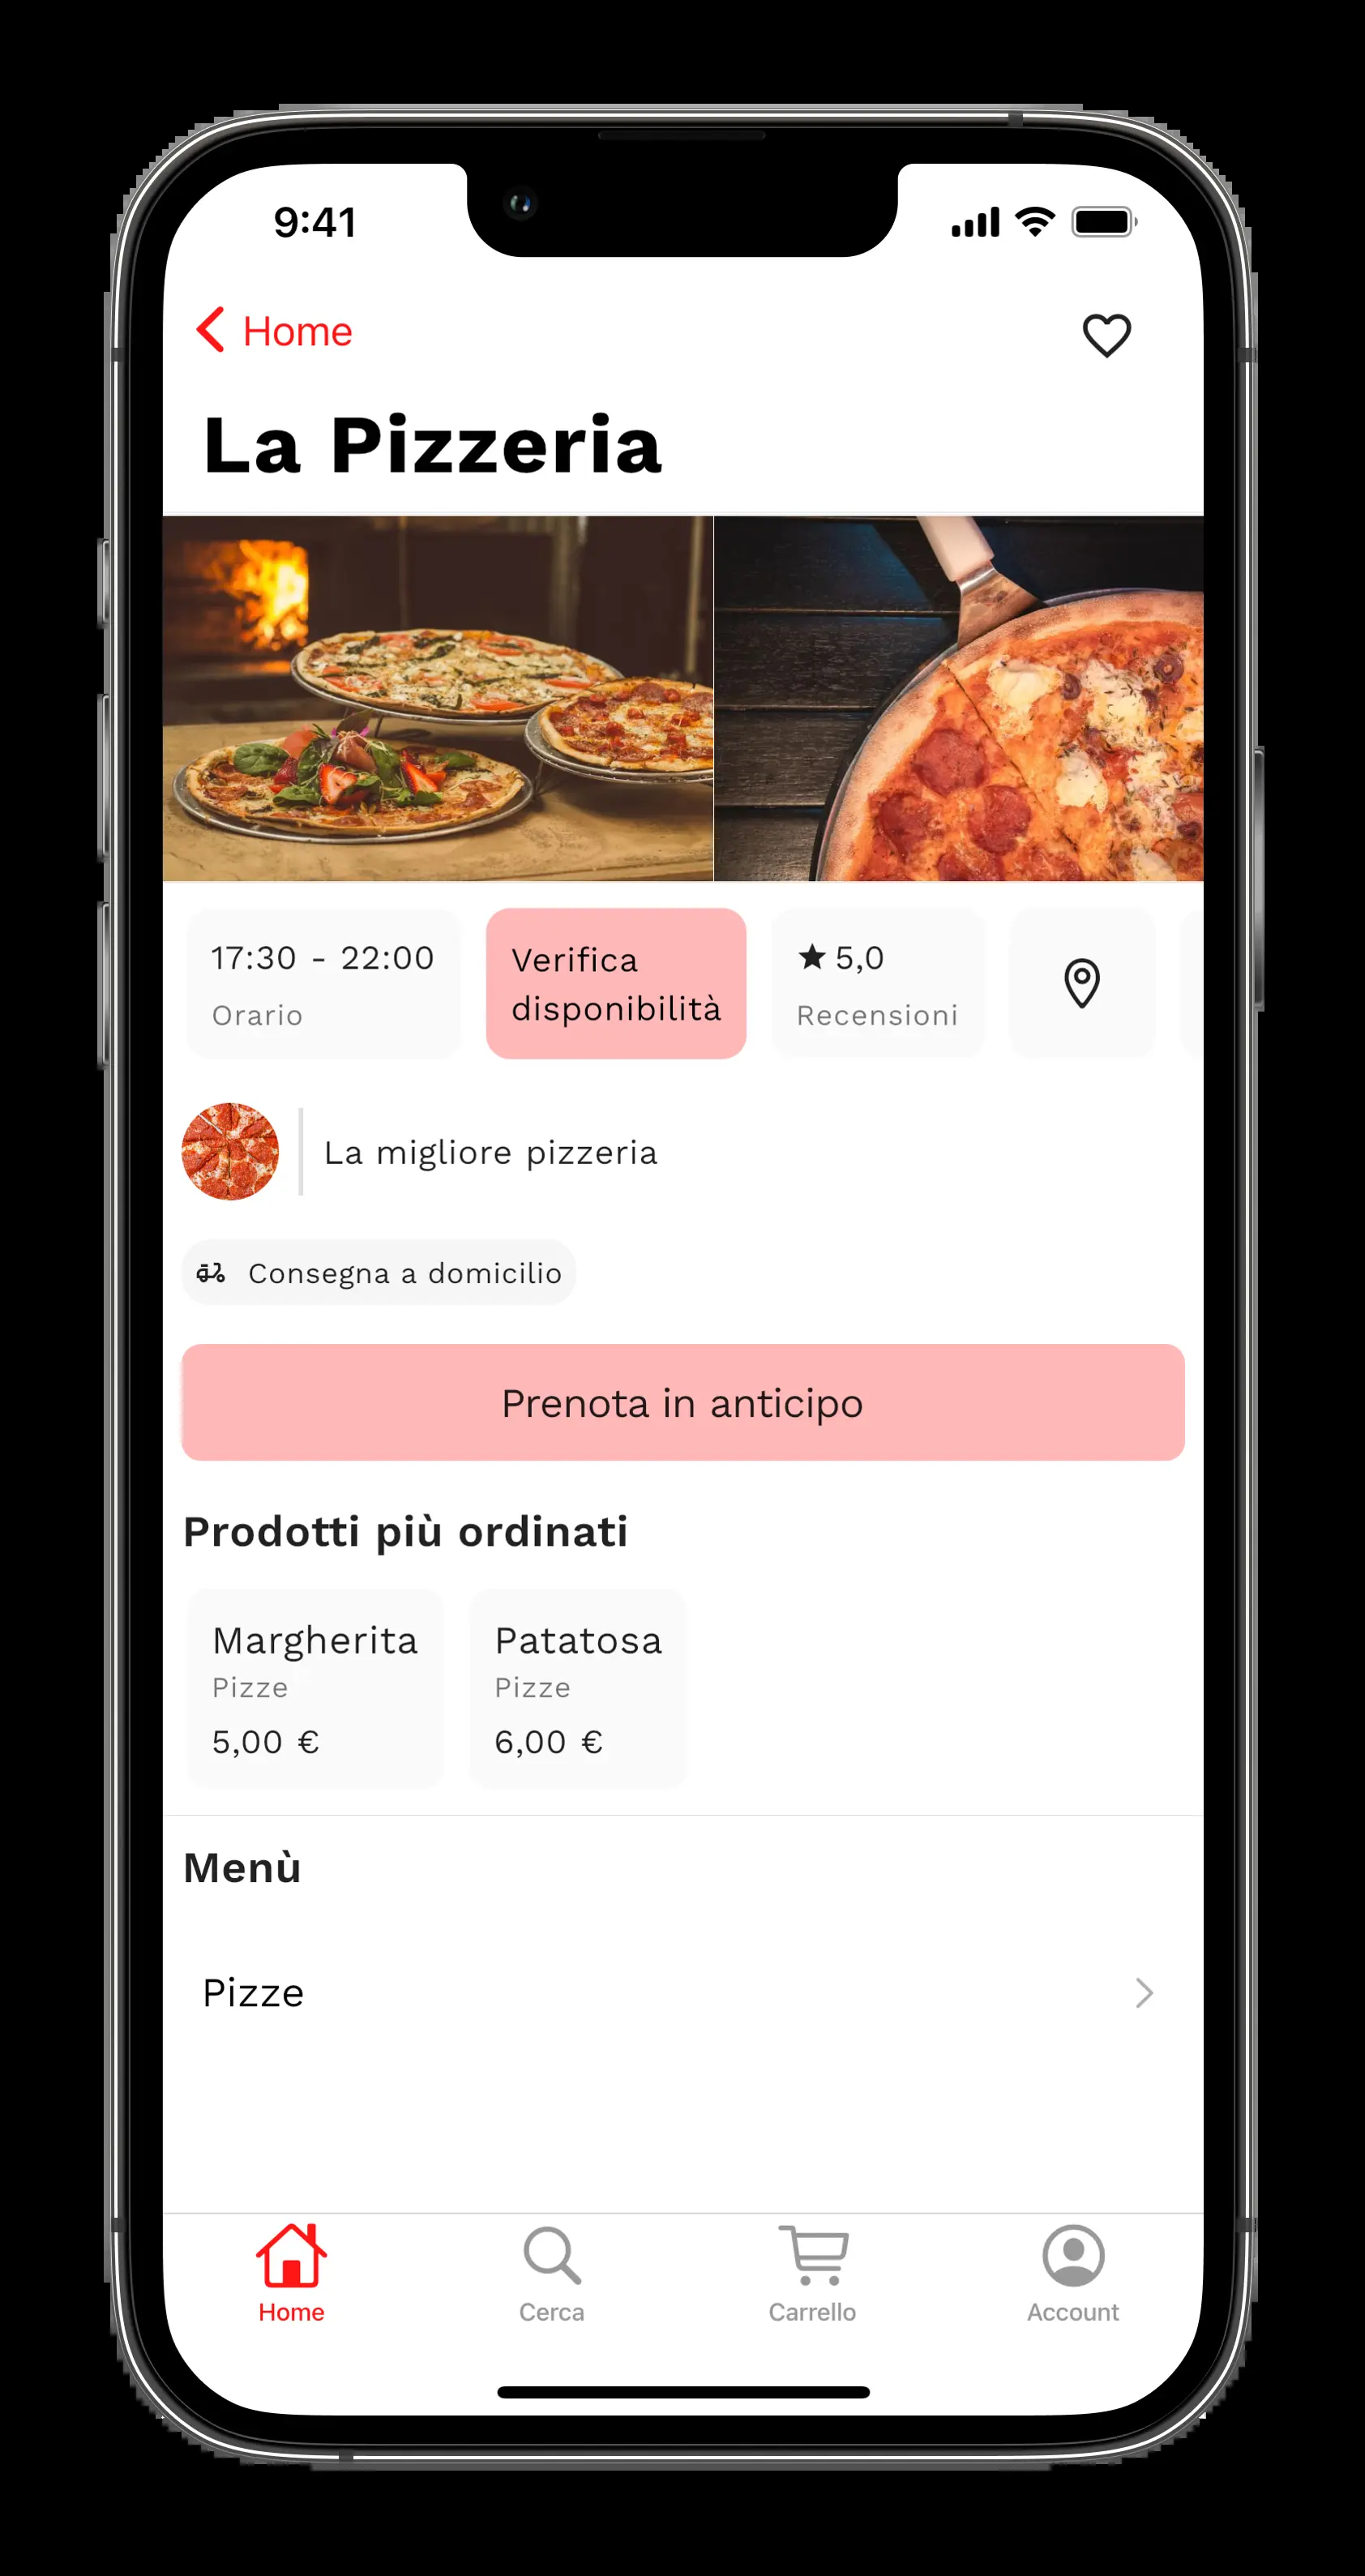 9:41
Home
La Pizzeria
17:30 - 22:00
Orario
Verifica
disponibilità
★ 5,0
Recensioni
La migliore pizzeria
Consegna a domicilio
Prenota in anticipo
Prodotti più ordinati
Margherita
Pizze
5,00 €
Patatosa
Pizze
6,00 €
Menù
Pizze
Home
Cerca
Carrello
Account